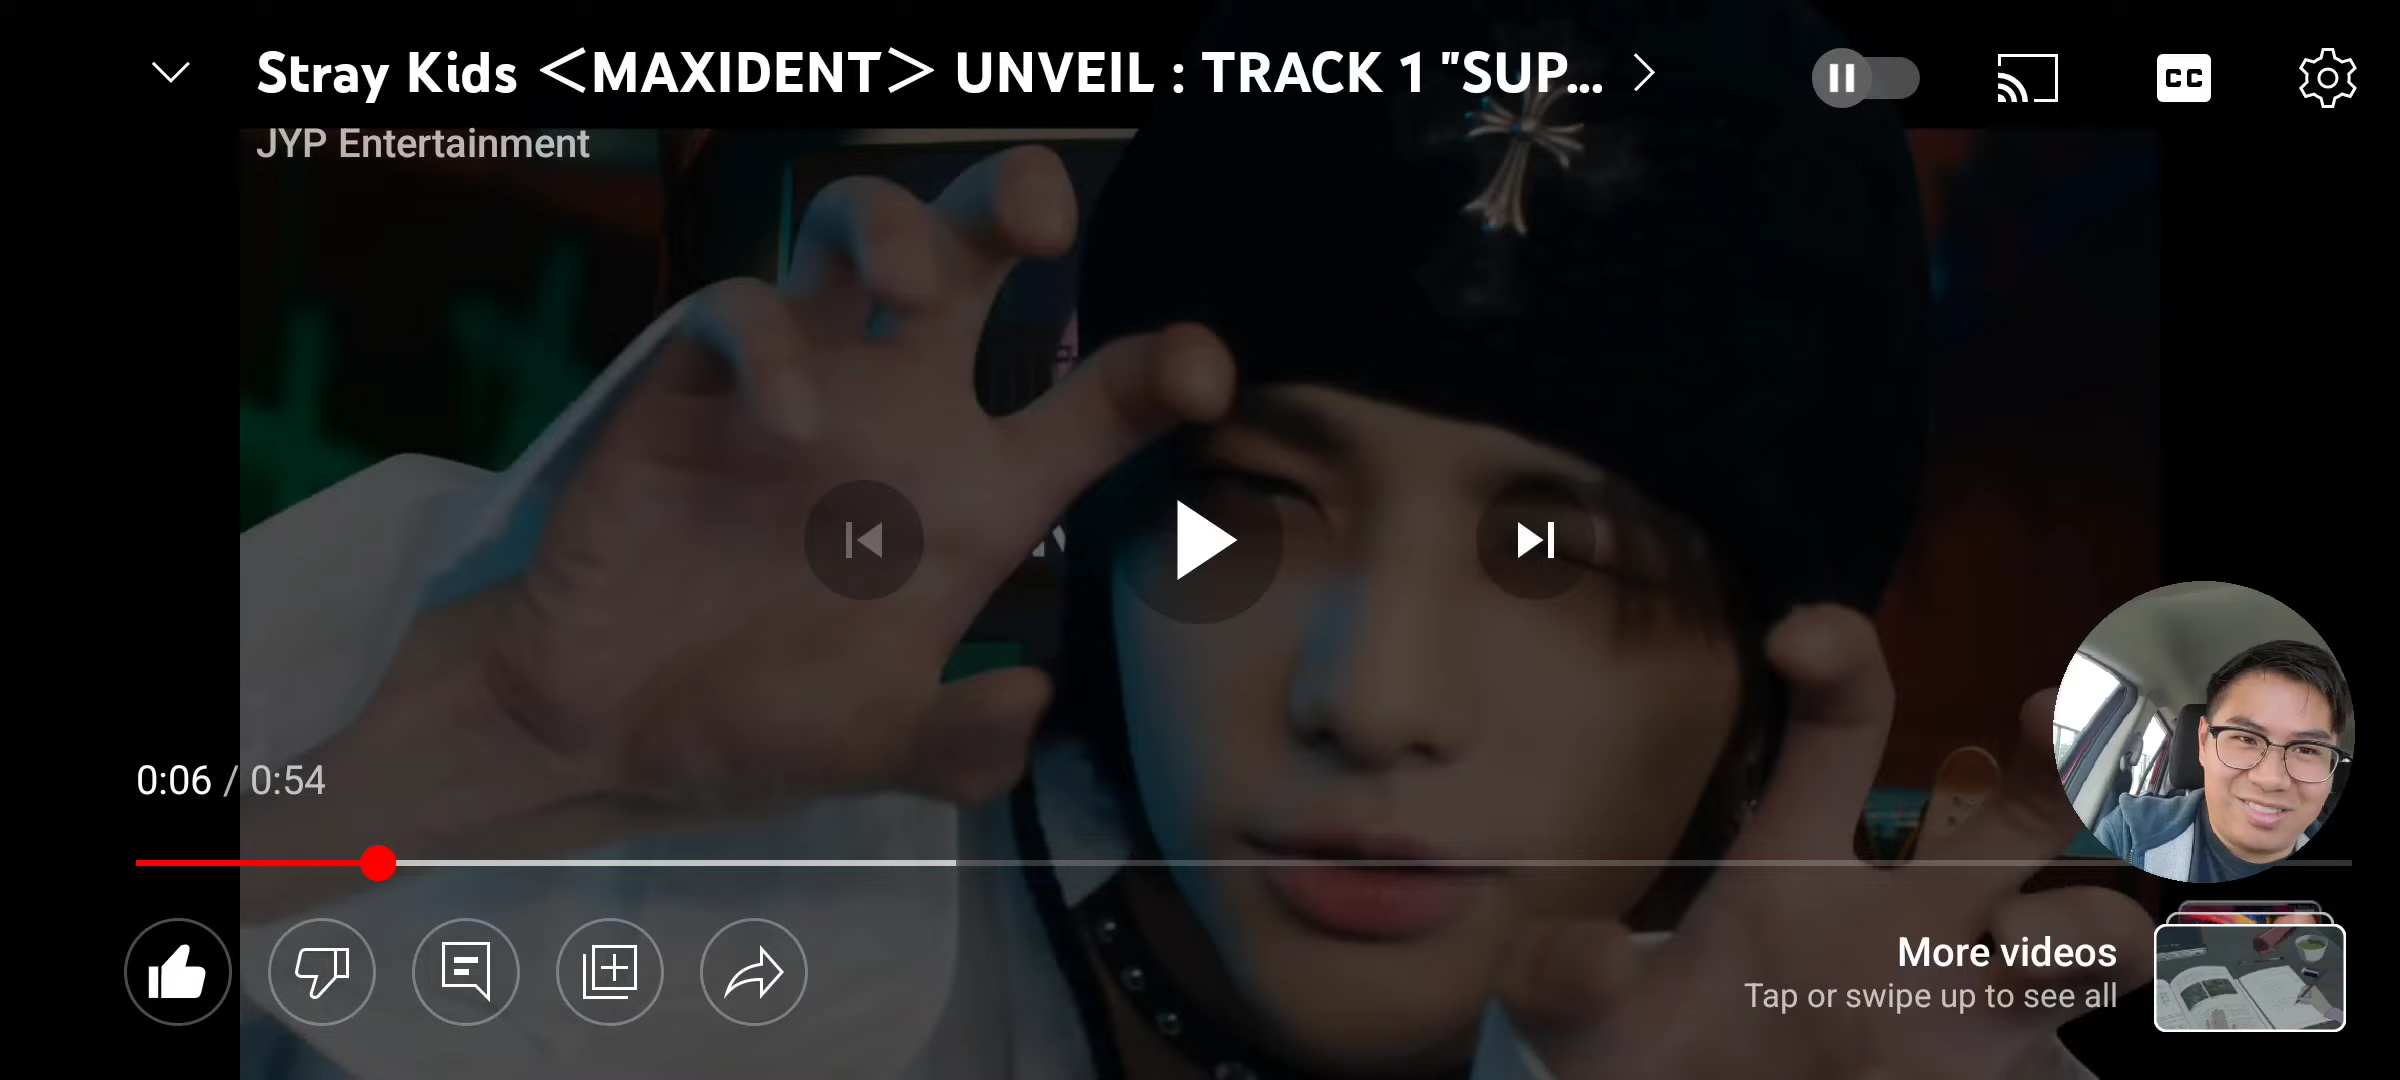 Stray Kids <MAXIDENT> UNVEIL : TRACK 1 "SUP...
JYP Entertainment
CC
0:06 / 0:54
More videos
Tap or swipe up to see all